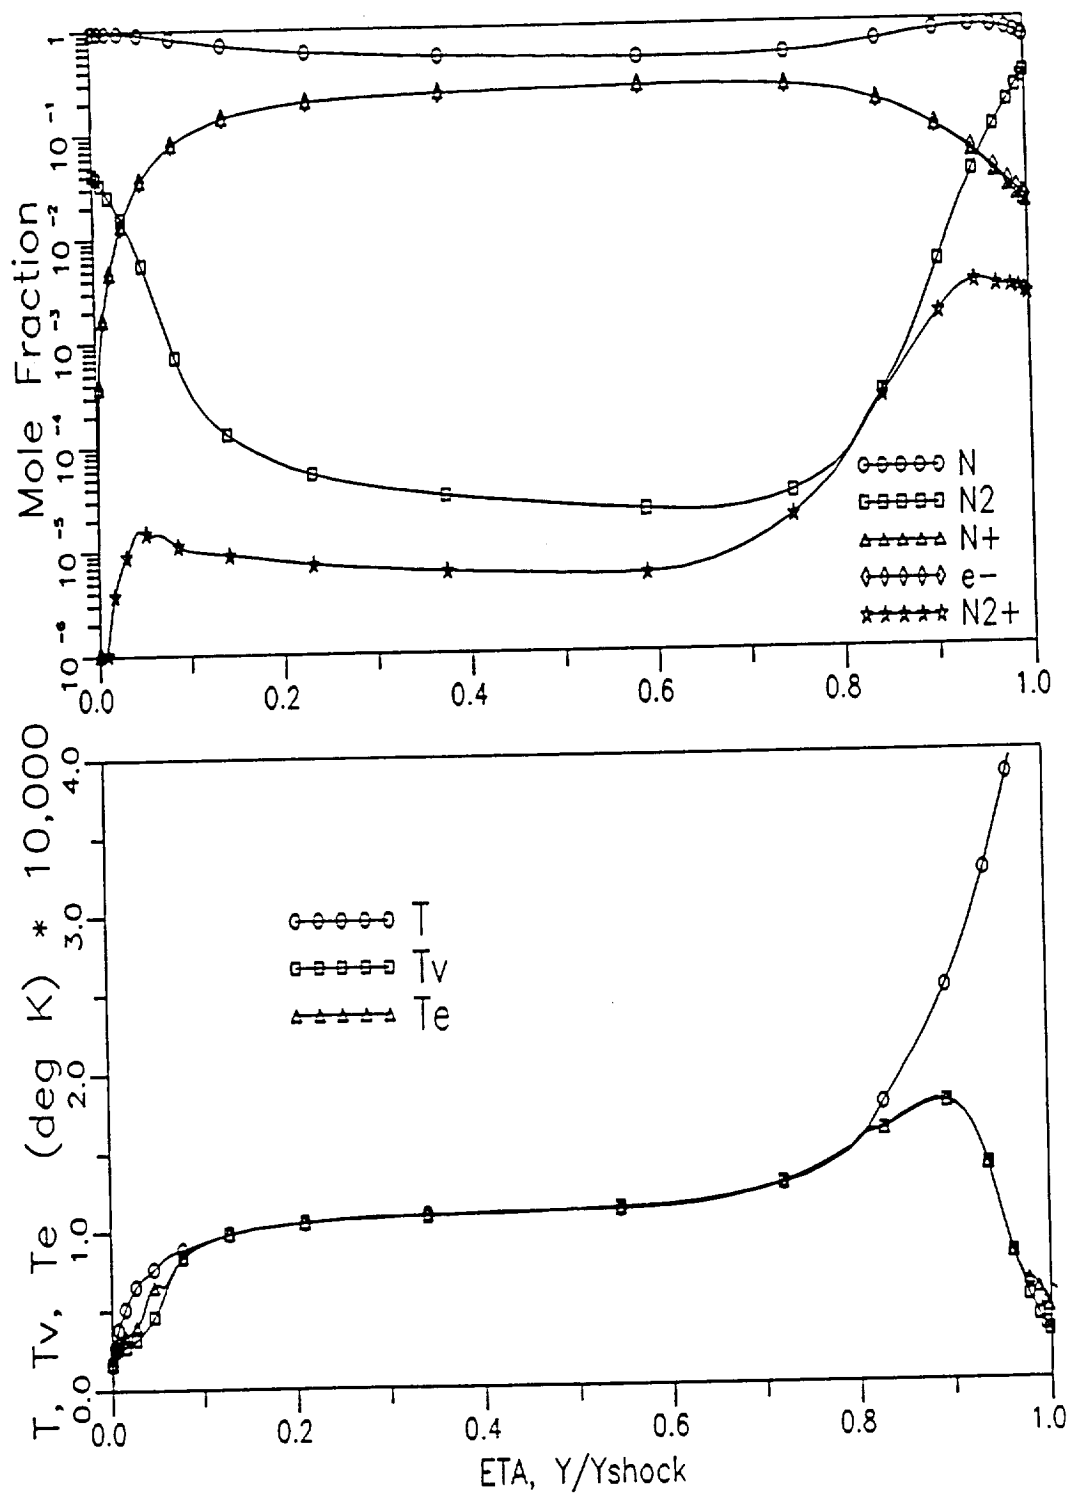 Mole Fraction
1
10 -1
10 -2
10 -3
10 -4
10 -5
10 -6
N
N2
N+
e-
N2+
0.0 0.2 0.4 0.6 0.8 1.0
T, Tv, Te (deg K) * 10,000
4.0
3.0
2.0
1.0
0.0
T
Tv
Te
0.0 0.2 0.4 0.6 0.8 1.0
ETA, Y/Yshock